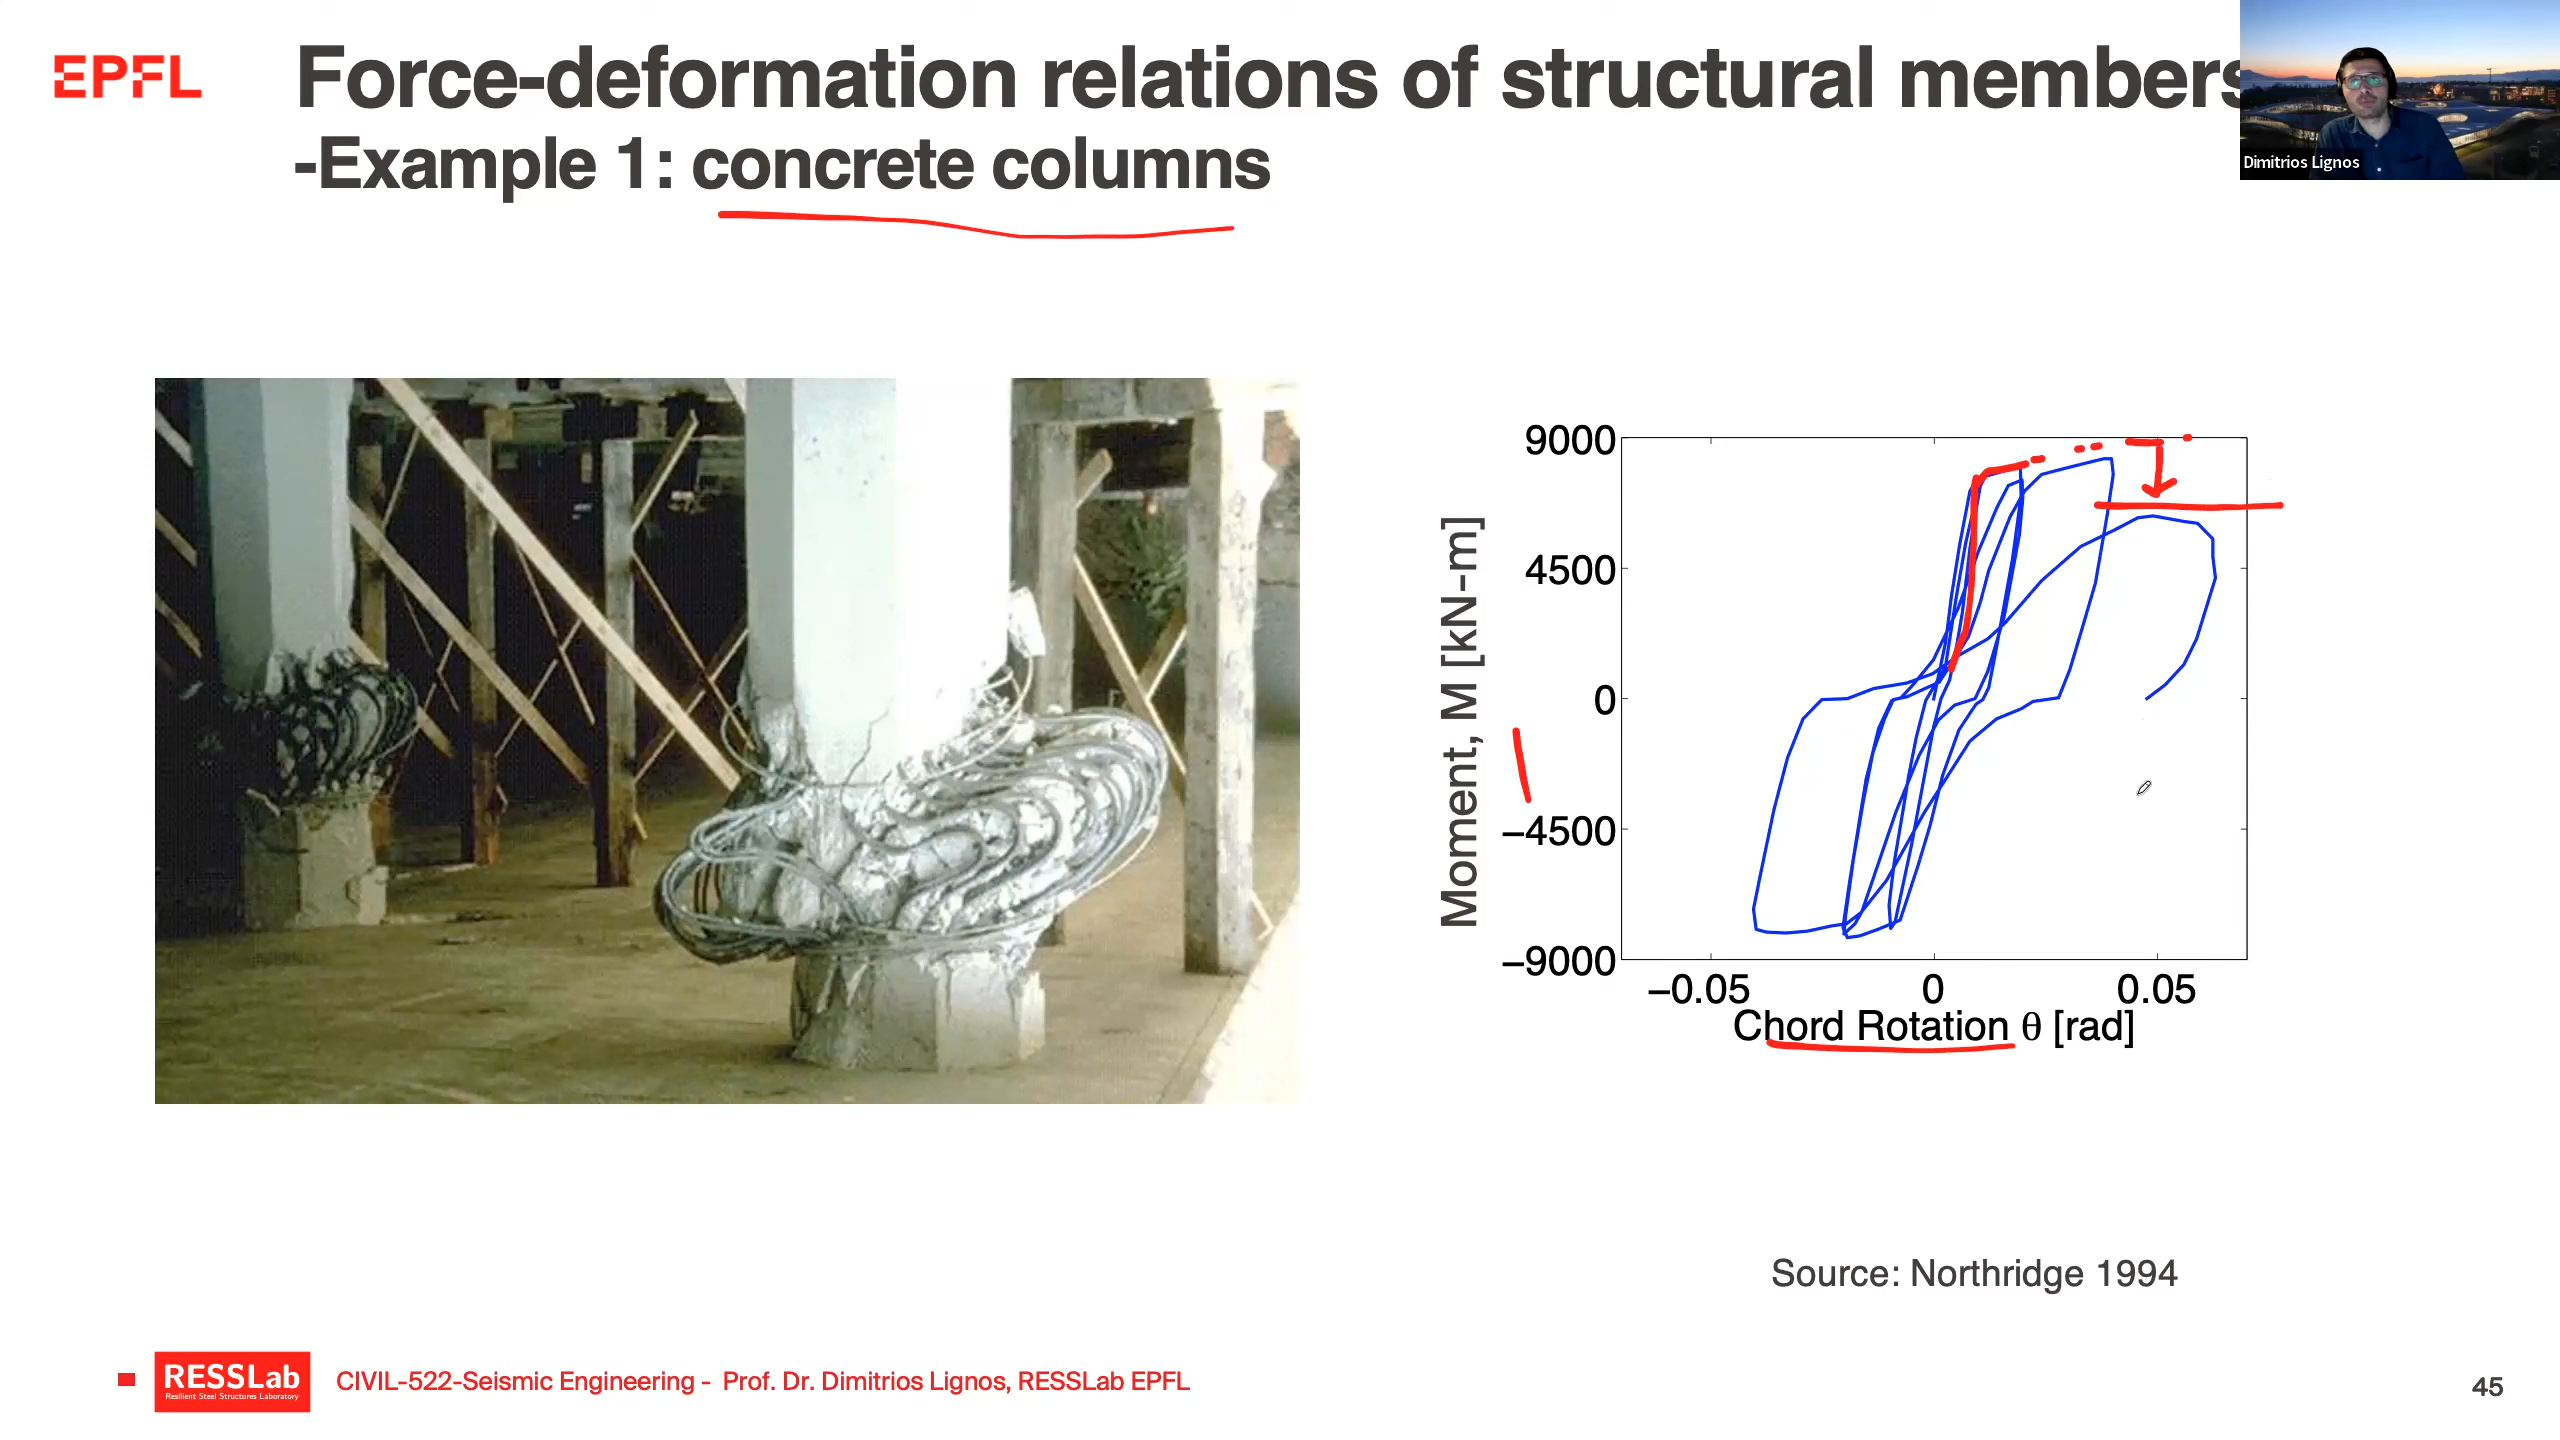 EPFL
Force-deformation relations of structural members
-Example 1: concrete columns
Dimitrios Lignos
Moment, M [kN-m]
9000
4500
0
−4500
−9000
−0.05
0
0.05
Chord Rotation θ [rad]
Source: Northridge 1994
RESSLab
Resilient Steel Structures Laboratory
CIVIL-522-Seismic Engineering - Prof. Dr. Dimitrios Lignos, RESSLab EPFL
45